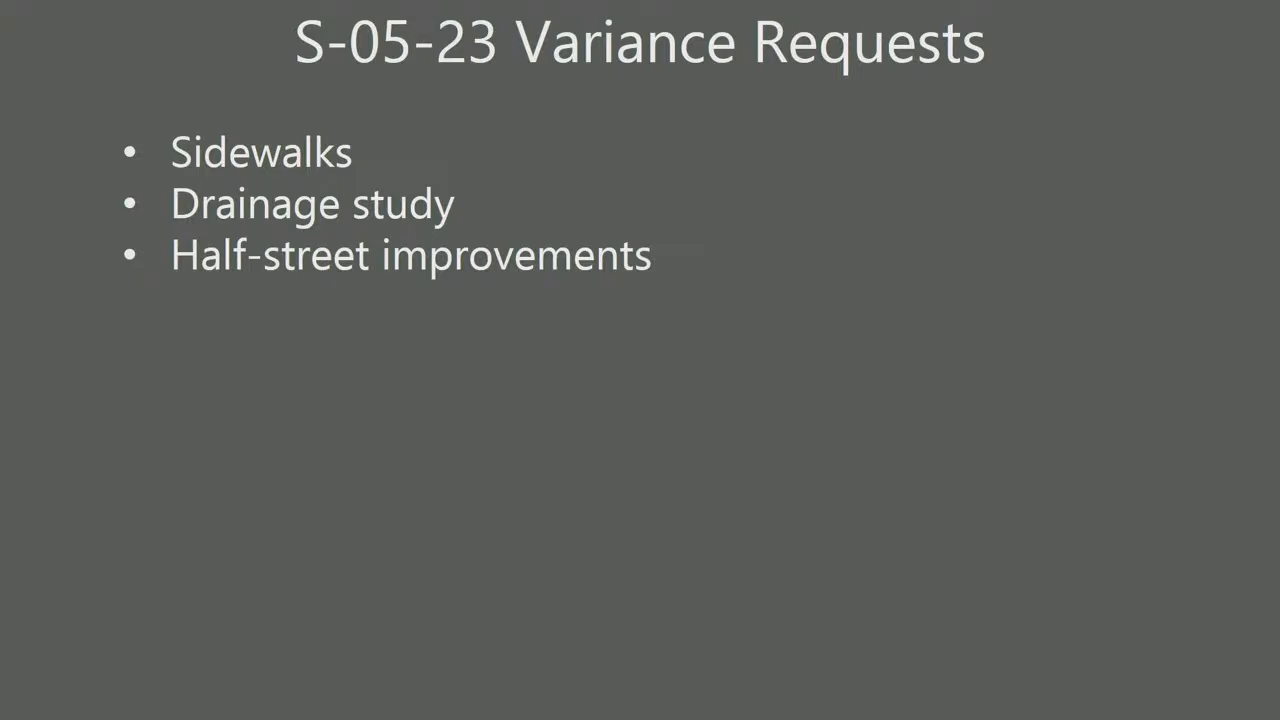 S-05-23 Variance Requests
• Sidewalks
• Drainage study
• Half-street improvements